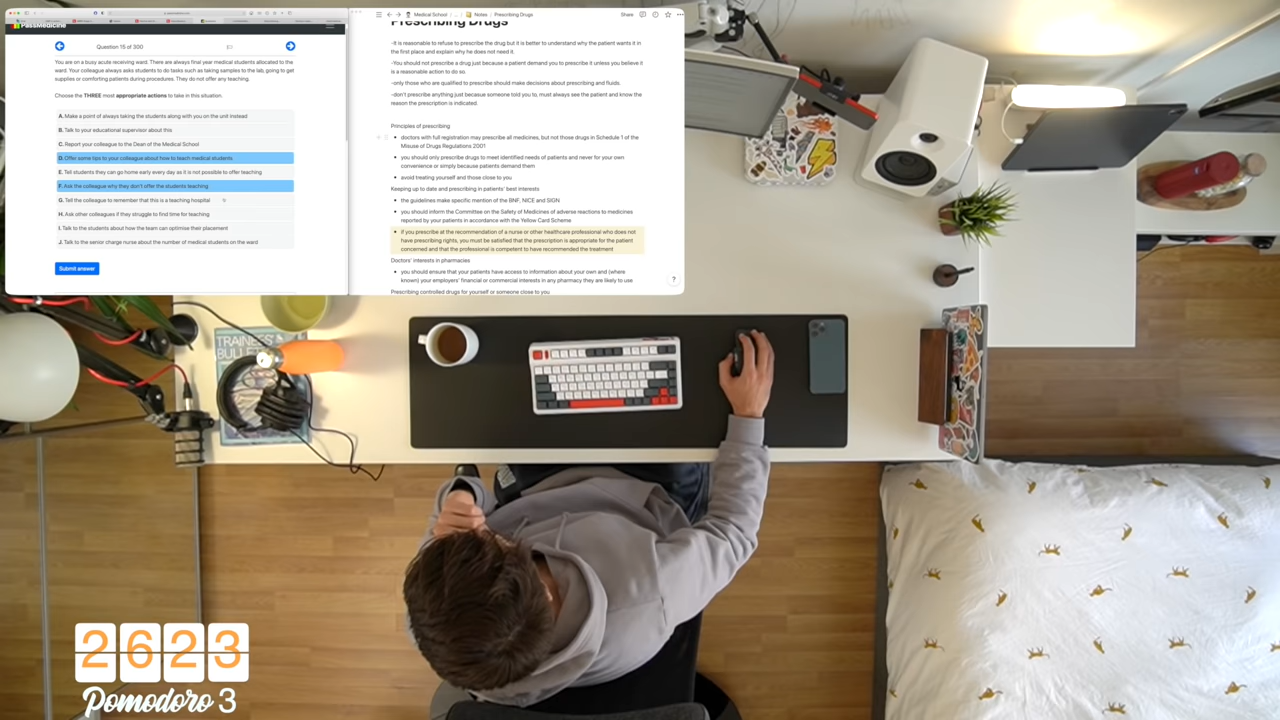 PassMedicine
Question 15 of 300
You are on a busy acute receiving ward. There are always final year medical students allocated to the
ward. Your colleague always asks students to do tasks such as taking samples to the lab, going to get
supplies or comforting patients during procedures. They do not offer any teaching.
Choose the THREE most appropriate actions to take in this situation.
A. Make a point of always taking the students along with you on the unit instead
B. Talk to your educational supervisor about this
C. Report your colleague to the Dean of the Medical School
D. Offer some tips to your colleague about how to teach medical students
E. Tell students they can go home early every day as it is not possible to offer teaching
F. Ask the colleague why they don't offer the students teaching
G. Tell the colleague to remember that this is a teaching hospital
H. Ask other colleagues if they struggle to find time for teaching
I. Talk to the students about how the team can optimise their placement
J. Talk to the senior charge nurse about the number of medical students on the ward
Submit answer
Medical School / ... / Notes / Prescribing Drugs
Share
Prescribing Drugs
-It is reasonable to refuse to prescribe the drug but it is better to understand why the patient wants it in
the first place and explain why he does not need it.
-You should not prescribe a drug just because a patient demand you to prescribe it unless you believe it
is a reasonable action to do so.
-only those who are qualified to prescribe should make decisions about prescribing and fluids.
-don't prescribe anything just becasue someone told you to, must always see the patient and know the
reason the prescription is indicated.
Principles of prescribing
• doctors with full registration may prescribe all medicines, but not those drugs in Schedule 1 of the
Misuse of Drugs Regulations 2001
• you should only prescribe drugs to meet identified needs of patients and never for your own
convenience or simply because patients demand them
• avoid treating yourself and those close to you
Keeping up to date and prescribing in patients' best interests
• the guidelines make specific mention of the BNF, NICE and SIGN
• you should inform the Committee on the Safety of Medicines of adverse reactions to medicines
reported by your patients in accordance with the Yellow Card Scheme
• if you prescribe at the recommendation of a nurse or other healthcare professional who does not
have prescribing rights, you must be satisfied that the prescription is appropriate for the patient
concerned and that the professional is competent to have recommended the treatment
Doctors' interests in pharmacies
• you should ensure that your patients have access to information about your own and (where
known) your employers' financial or commercial interests in any pharmacy they are likely to use
Prescribing controlled drugs for yourself or someone close to you
?
TRAINEES'
BULLET
2623
Pomodoro 3